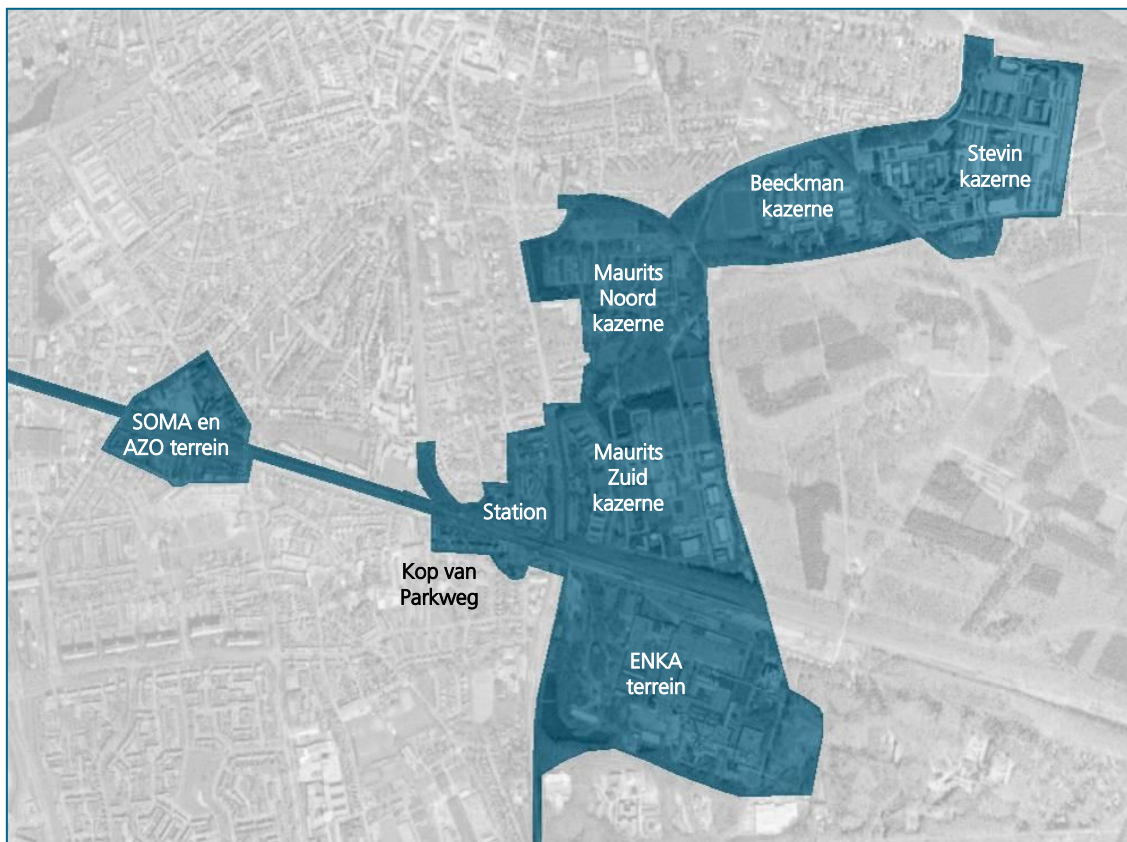 Stevin
kazerne
Beeckman
kazerne
Maurits
Noord
kazerne
SOMA en
AZO terrein
Maurits
Zuid
kazerne
Station
Kop van
Parkweg
ENKA
terrein